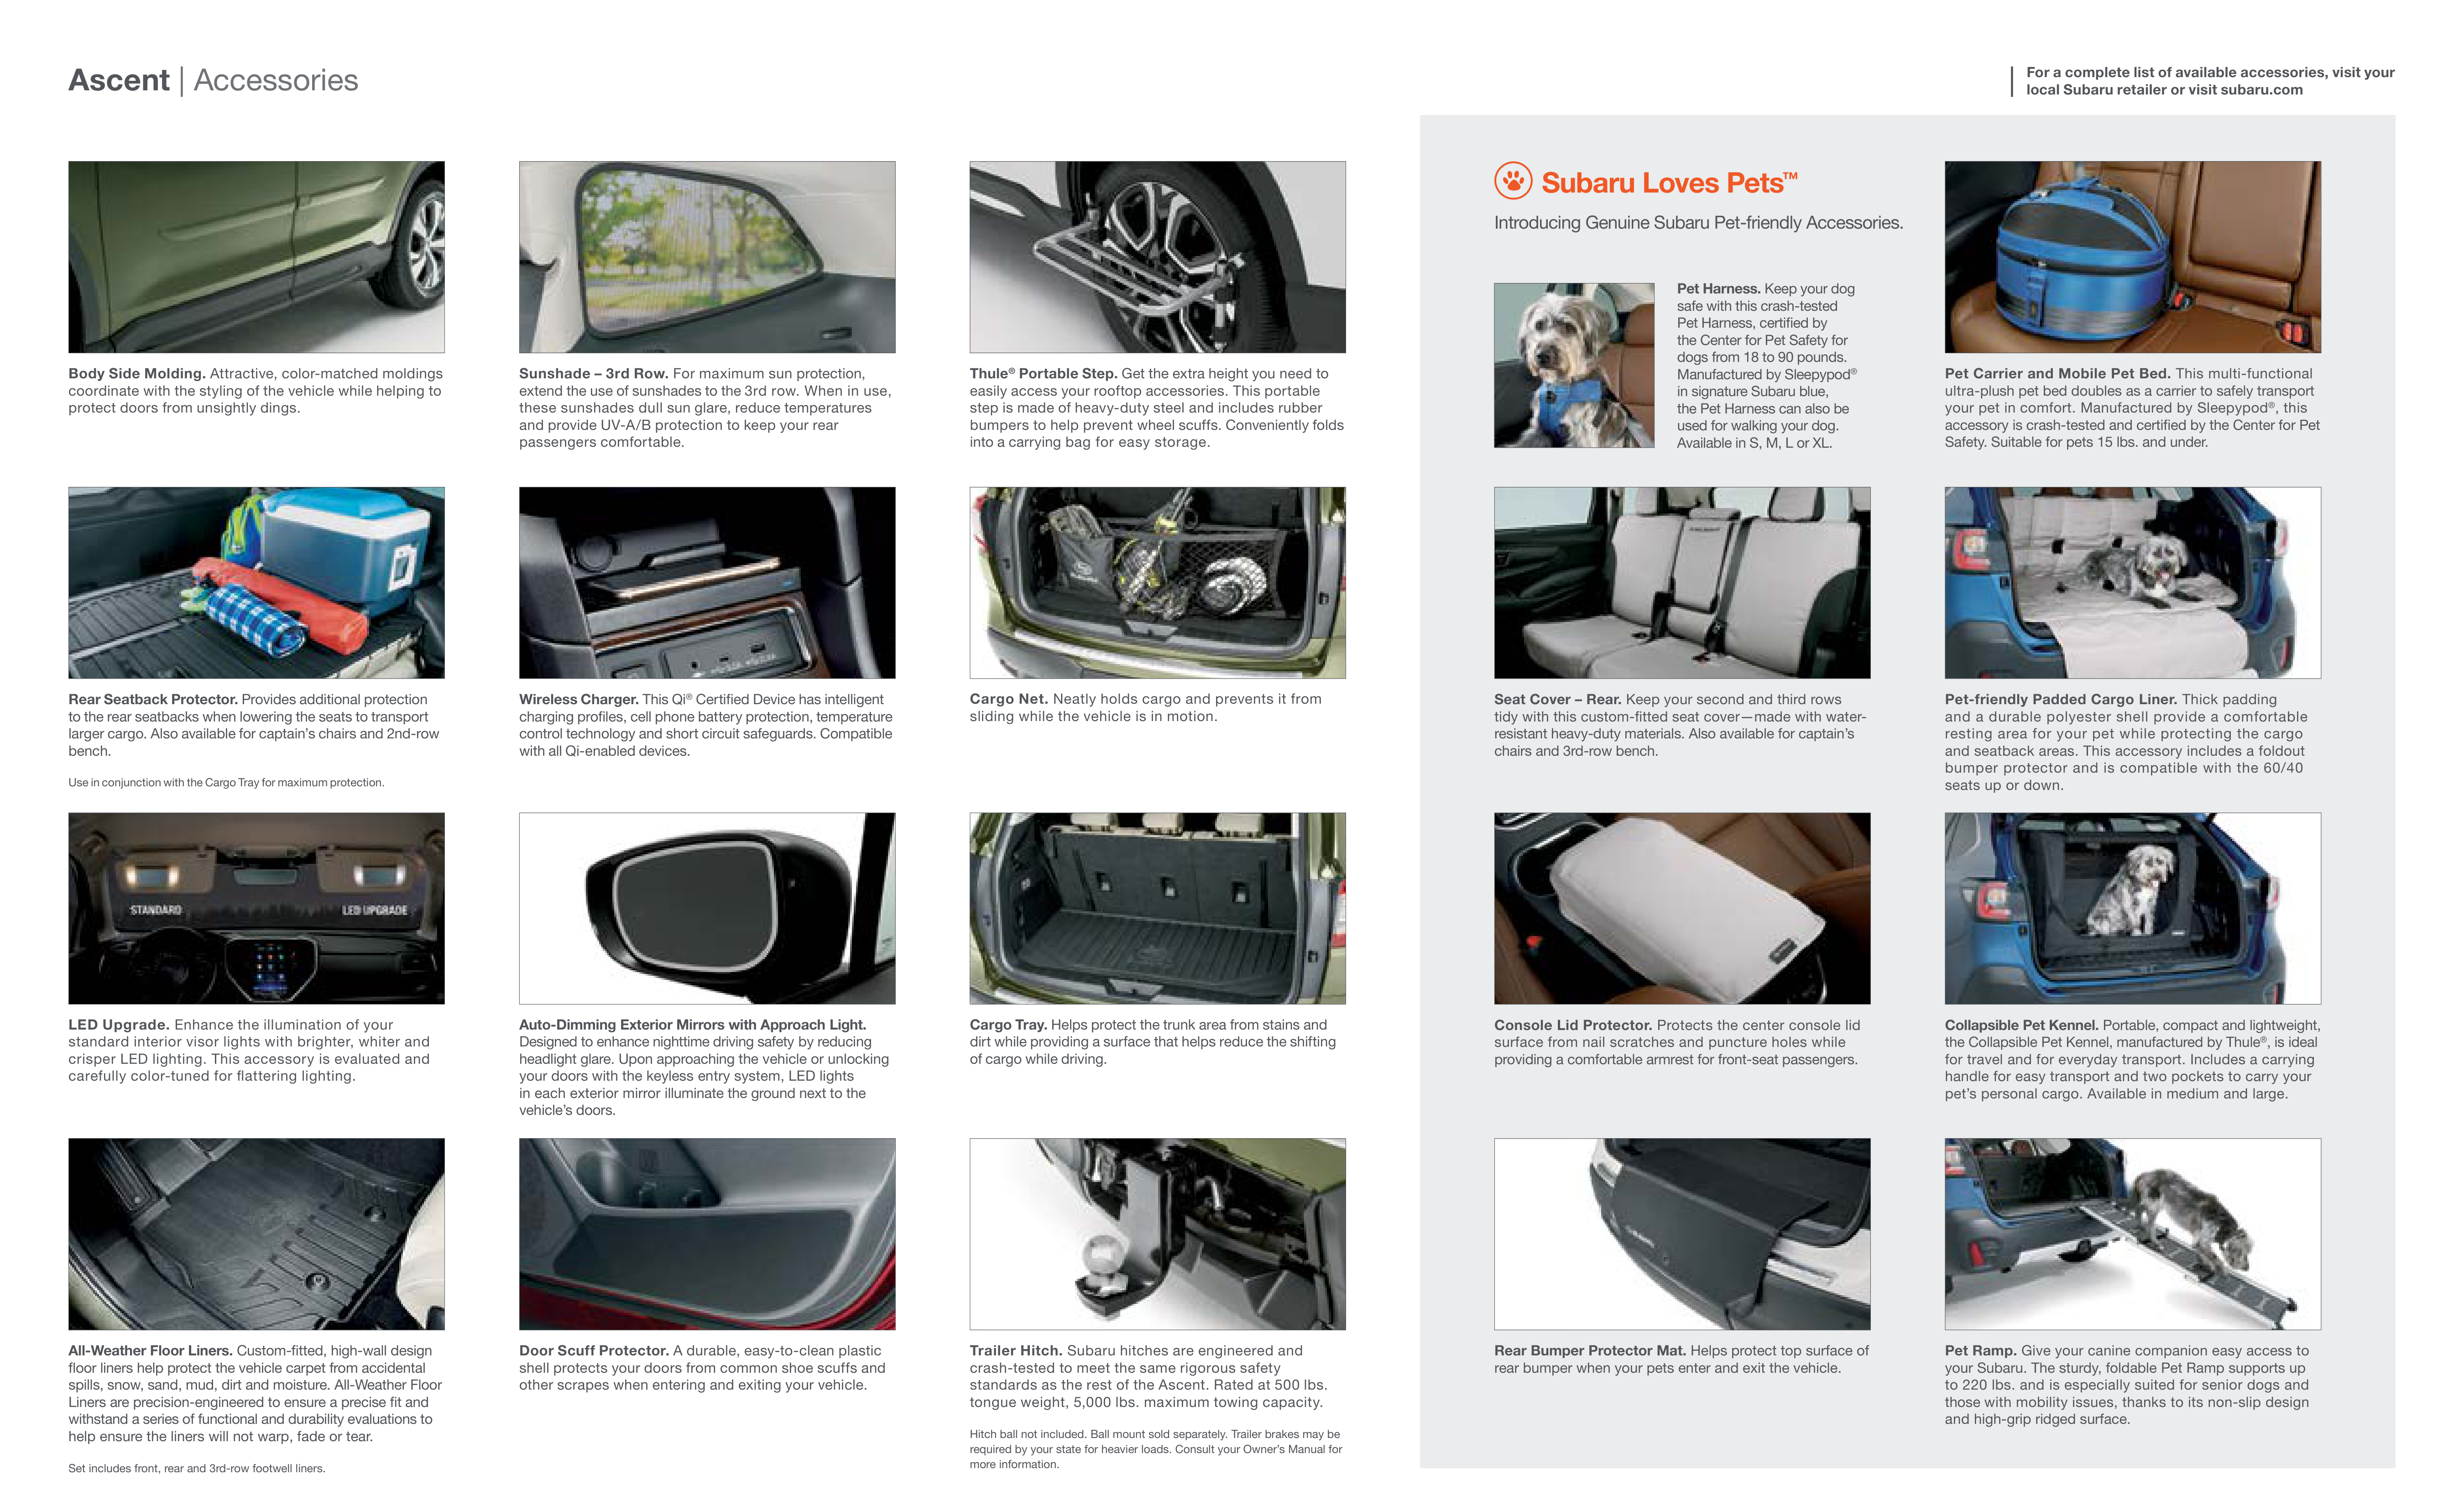 Ascent | Accessories
For a complete list of available accessories, visit your
local Subaru retailer or visit subaru.com
Body Side Molding. Attractive, color-matched moldings
coordinate with the styling of the vehicle while helping to
protect doors from unsightly dings.
Sunshade – 3rd Row. For maximum sun protection,
extend the use of sunshades to the 3rd row. When in use,
these sunshades dull sun glare, reduce temperatures
and provide UV-A/B protection to keep your rear
passengers comfortable.
Thule® Portable Step. Get the extra height you need to
easily access your rooftop accessories. This portable
step is made of heavy-duty steel and includes rubber
bumpers to help prevent wheel scuffs. Conveniently folds
into a carrying bag for easy storage.
Rear Seatback Protector. Provides additional protection
to the rear seatbacks when lowering the seats to transport
larger cargo. Also available for captain’s chairs and 2nd-row
bench.
Use in conjunction with the Cargo Tray for maximum protection.
Wireless Charger. This Qi® Certified Device has intelligent
charging profiles, cell phone battery protection, temperature
control technology and short circuit safeguards. Compatible
with all Qi-enabled devices.
Cargo Net. Neatly holds cargo and prevents it from
sliding while the vehicle is in motion.
STANDARD
LED UPGRADE
LED Upgrade. Enhance the illumination of your
standard interior visor lights with brighter, whiter and
crisper LED lighting. This accessory is evaluated and
carefully color-tuned for flattering lighting.
Auto-Dimming Exterior Mirrors with Approach Light.
Designed to enhance nighttime driving safety by reducing
headlight glare. Upon approaching the vehicle or unlocking
your doors with the keyless entry system, LED lights
in each exterior mirror illuminate the ground next to the
vehicle’s doors.
Cargo Tray. Helps protect the trunk area from stains and
dirt while providing a surface that helps reduce the shifting
of cargo while driving.
All-Weather Floor Liners. Custom-fitted, high-wall design
floor liners help protect the vehicle carpet from accidental
spills, snow, sand, mud, dirt and moisture. All-Weather Floor
Liners are precision-engineered to ensure a precise fit and
withstand a series of functional and durability evaluations to
help ensure the liners will not warp, fade or tear.
Set includes front, rear and 3rd-row footwell liners.
Door Scuff Protector. A durable, easy-to-clean plastic
shell protects your doors from common shoe scuffs and
other scrapes when entering and exiting your vehicle.
Trailer Hitch. Subaru hitches are engineered and
crash-tested to meet the same rigorous safety
standards as the rest of the Ascent. Rated at 500 lbs.
tongue weight, 5,000 lbs. maximum towing capacity.
Hitch ball not included. Ball mount sold separately. Trailer brakes may be
required by your state for heavier loads. Consult your Owner’s Manual for
more information.
Subaru Loves Pets™
Introducing Genuine Subaru Pet-friendly Accessories.
Pet Harness. Keep your dog
safe with this crash-tested
Pet Harness, certified by
the Center for Pet Safety for
dogs from 18 to 90 pounds.
Manufactured by Sleepypod®
in signature Subaru blue,
the Pet Harness can also be
used for walking your dog.
Available in S, M, L or XL.
Pet Carrier and Mobile Pet Bed. This multi-functional
ultra-plush pet bed doubles as a carrier to safely transport
your pet in comfort. Manufactured by Sleepypod®, this
accessory is crash-tested and certified by the Center for Pet
Safety. Suitable for pets 15 lbs. and under.
Seat Cover – Rear. Keep your second and third rows
tidy with this custom-fitted seat cover—made with water-
resistant heavy-duty materials. Also available for captain’s
chairs and 3rd-row bench.
Pet-friendly Padded Cargo Liner. Thick padding
and a durable polyester shell provide a comfortable
resting area for your pet while protecting the cargo
and seatback areas. This accessory includes a foldout
bumper protector and is compatible with the 60/40
seats up or down.
Console Lid Protector. Protects the center console lid
surface from nail scratches and puncture holes while
providing a comfortable armrest for front-seat passengers.
Collapsible Pet Kennel. Portable, compact and lightweight,
the Collapsible Pet Kennel, manufactured by Thule®, is ideal
for travel and for everyday transport. Includes a carrying
handle for easy transport and two pockets to carry your
pet’s personal cargo. Available in medium and large.
Rear Bumper Protector Mat. Helps protect top surface of
rear bumper when your pets enter and exit the vehicle.
Pet Ramp. Give your canine companion easy access to
your Subaru. The sturdy, foldable Pet Ramp supports up
to 220 lbs. and is especially suited for senior dogs and
those with mobility issues, thanks to its non-slip design
and high-grip ridged surface.